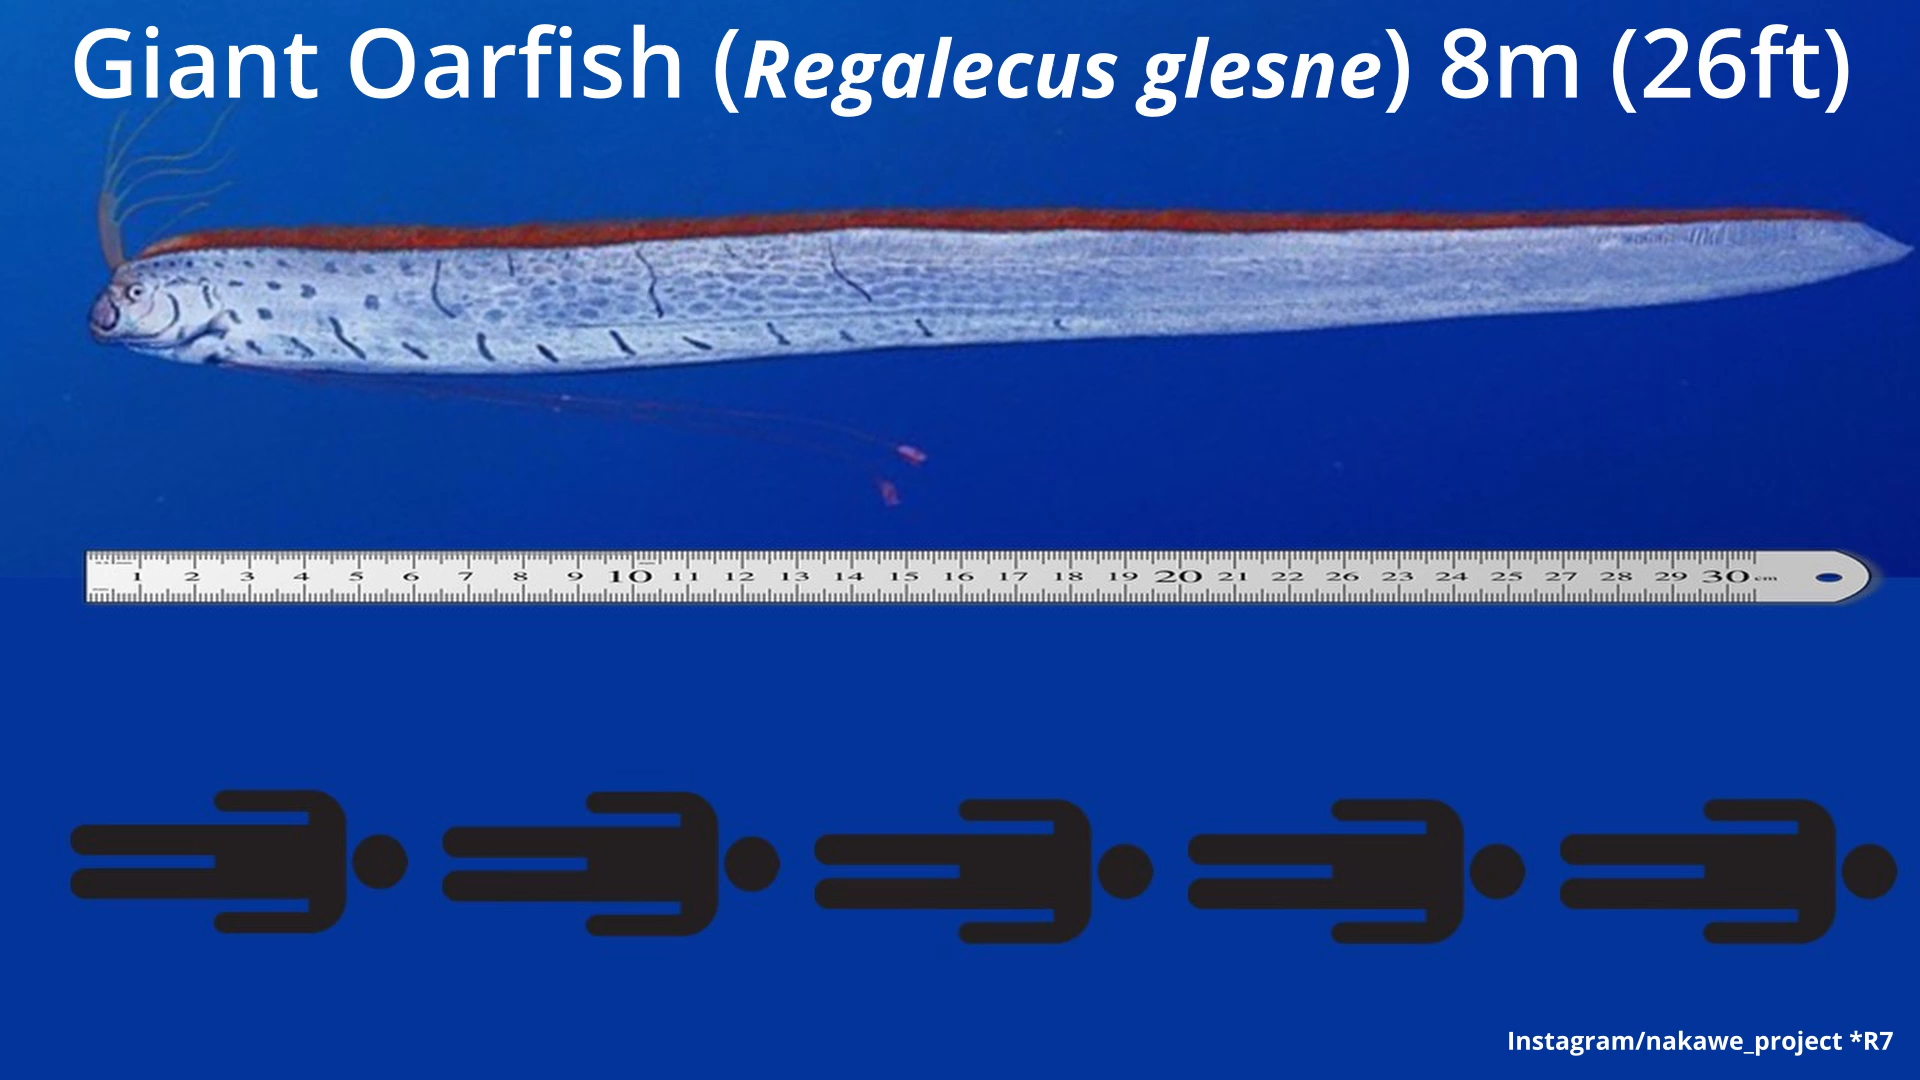 Giant Oarfish (Regalecus glesne) 8m (26ft)
1 2 3 4 5 6 7 8 9 10 11 12 13 14 15 16 17 18 19 20 21 22 26 23 24 25 27 28 29 30 cm
Instagram/nakawe_project *R7